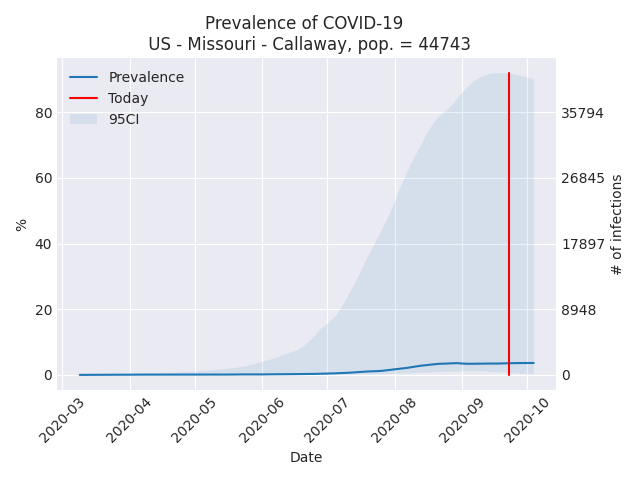 Prevalence of COVID-19
US - Missouri - Callaway, pop. = 44743
Prevalence
Today
95CI
80
60
40
20
0
%
35794
26845
17897
8948
0
# of infections
2020-03
2020-04
2020-05
2020-06
2020-07
2020-08
2020-09
2020-10
Date